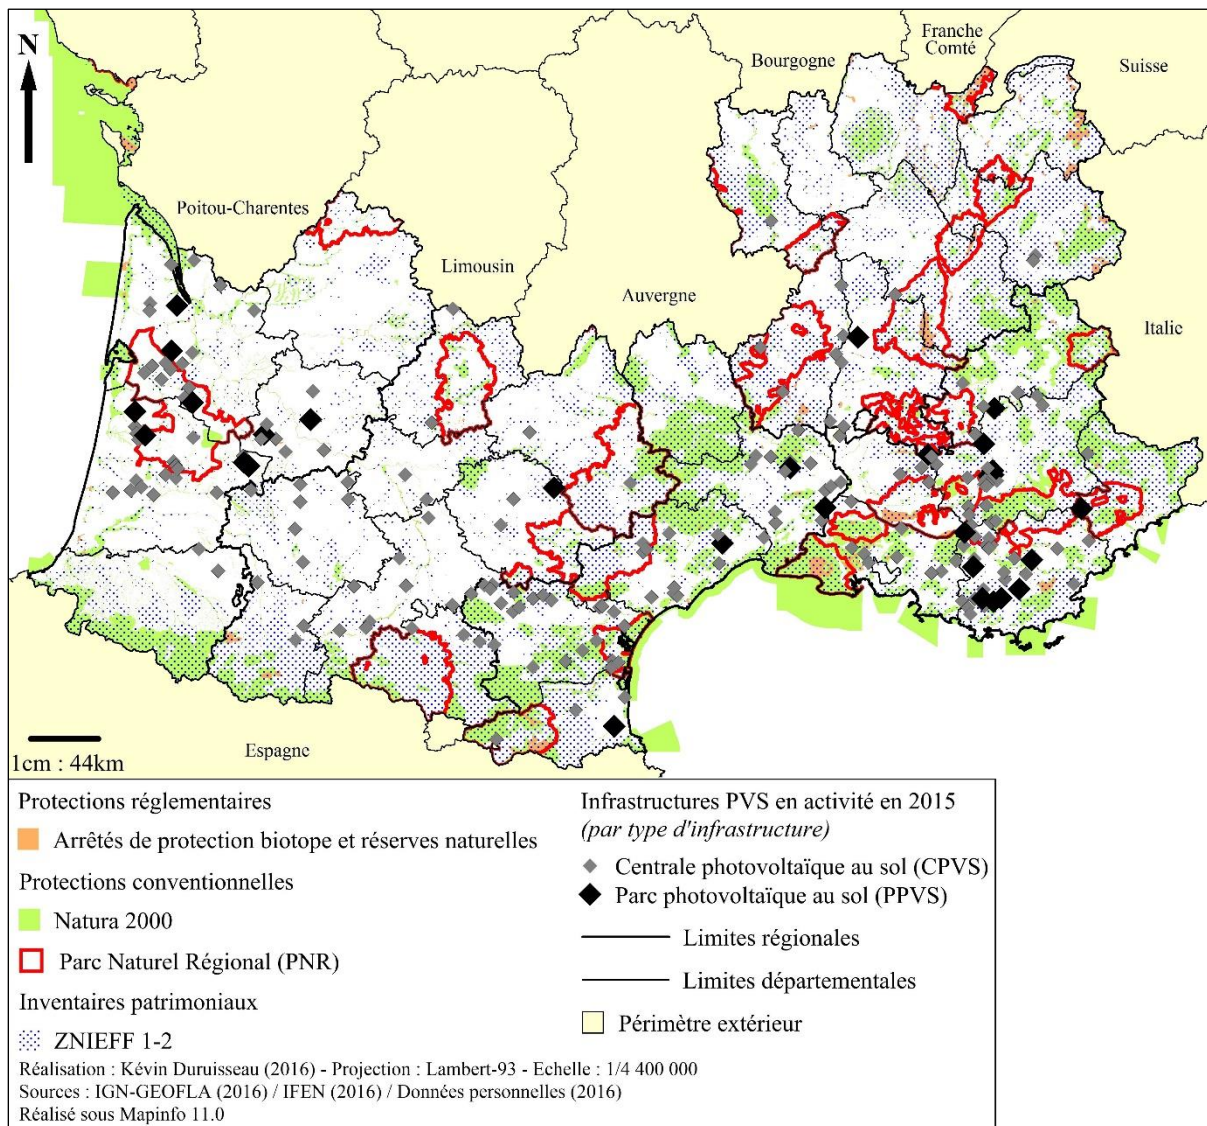 N
Franche
Comté
Bourgogne
Suisse
Poitou-Charentes
Limousin
Auvergne
Italie
Espagne
1cm : 44km
Protections réglementaires
Arrêtés de protection biotope et réserves naturelles
Protections conventionnelles
Natura 2000
Parc Naturel Régional (PNR)
Inventaires patrimoniaux
ZNIEFF 1-2
Infrastructures PVS en activité en 2015
(par type d'infrastructure)
Centrale photovoltaïque au sol (CPVS)
Parc photovoltaïque au sol (PPVS)
Limites régionales
Limites départementales
Périmètre extérieur
Réalisation : Kévin Duruisseau (2016) - Projection : Lambert-93 - Echelle : 1/4 400 000
Sources : IGN-GEOFLA (2016) / IFEN (2016) / Données personnelles (2016)
Réalisé sous Mapinfo 11.0